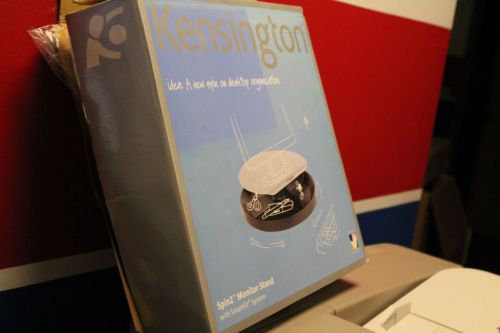 Kensington
idea: A new spin on desktop organization.
Spin2™ Monitor Stand
with SmartFit® System